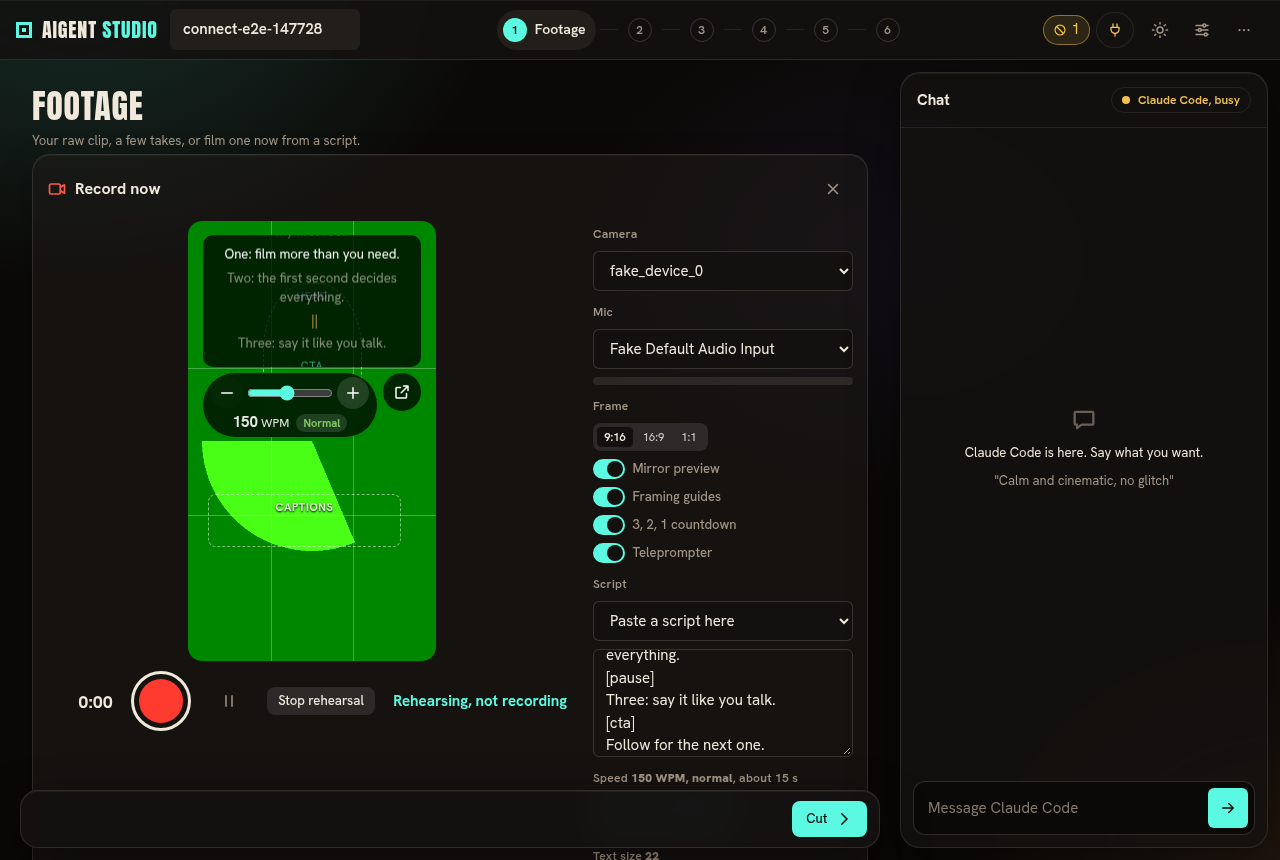 AIGENT STUDIO
connect-e2e-147728
1 Footage 2 3 4 5 6
1
FOOTAGE
Your raw clip, a few takes, or film one now from a script.
Record now
One: film more than you need.
Two: the first second decides
everything.
||
Three: say it like you talk.
CTA
150 WPM Normal
CAPTIONS
0:00
Stop rehearsal
Rehearsing, not recording
Camera
fake_device_0
Mic
Fake Default Audio Input
Frame
9:16 16:9 1:1
Mirror preview
Framing guides
3, 2, 1 countdown
Teleprompter
Script
Paste a script here
everything.
[pause]
Three: say it like you talk.
[cta]
Follow for the next one.
Speed 150 WPM, normal, about 15 s
Text size 22
Cut
Chat
Claude Code, busy
Claude Code is here. Say what you want.
"Calm and cinematic, no glitch"
Message Claude Code